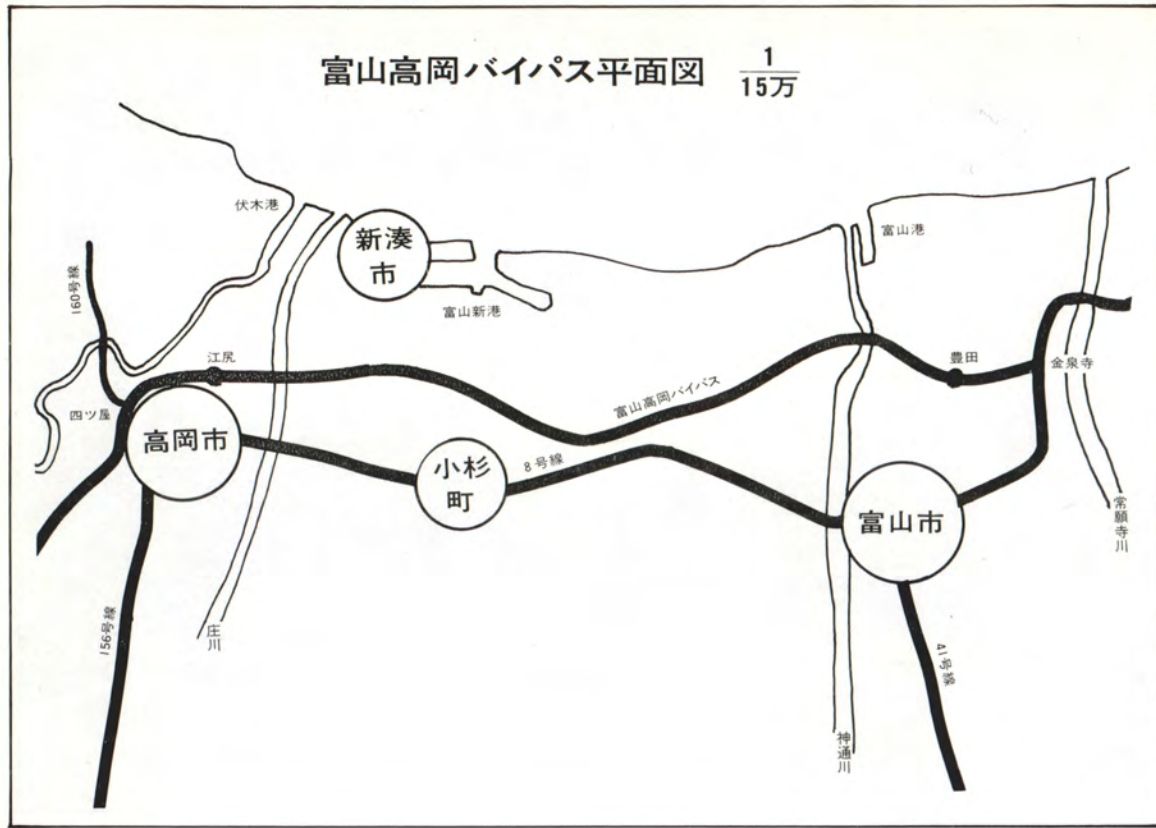 富山高岡バイパス平面図 1/15万
伏木港
新湊
市
富山港
160号線
富山新港
江尻
豊田
金泉寺
四ツ屋
富山高岡バイパス
高岡市
小杉
町
8号線
富山市
常願寺川
156号線
庄川
41号線
神通川